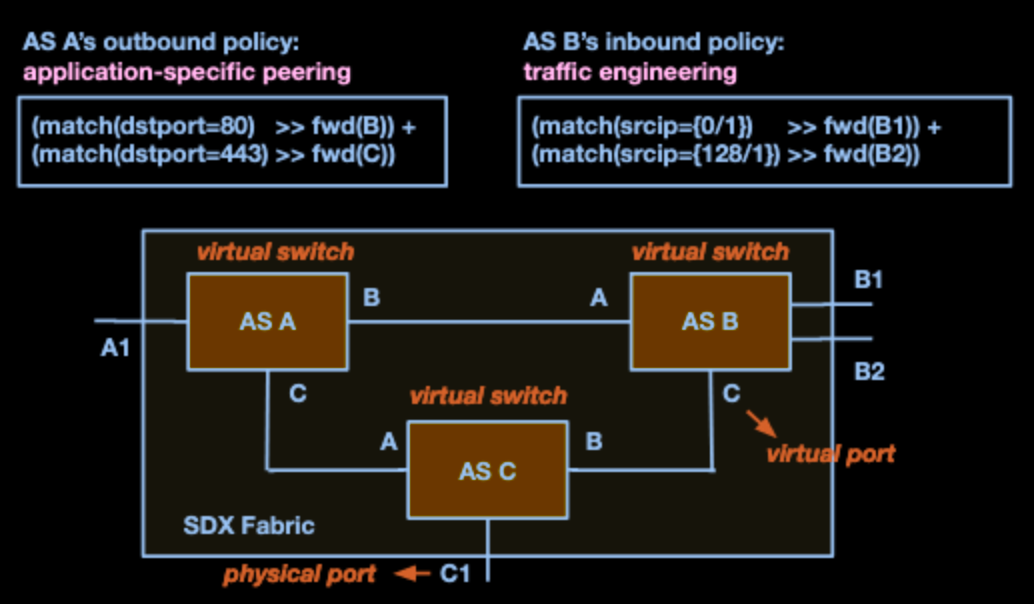 AS A's outbound policy:
application-specific peering
(match(dstport=80) >> fwd(B)) +
(match(dstport=443) >> fwd(C))
AS B's inbound policy:
traffic engineering
(match(srcip={0/1}) >> fwd(B1)) +
(match(srcip={128/1}) >> fwd(B2))
virtual switch
virtual switch
AS A
B
A
AS B
B1
A1
B2
C
virtual switch
C
A
AS C
B
virtual port
SDX Fabric
physical port
C1